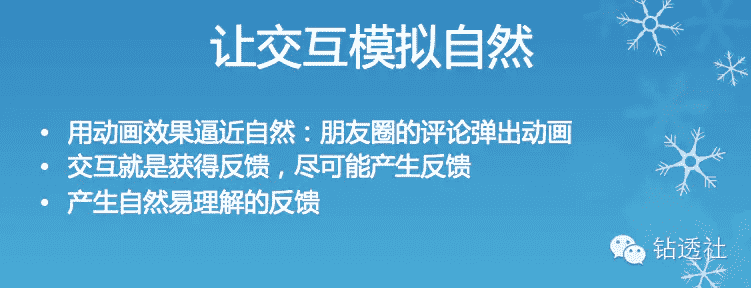 让交互模拟自然
• 用动画效果逼近自然：朋友圈的评论弹出动画
• 交互就是获得反馈，尽可能产生反馈
• 产生自然易理解的反馈
钻透社